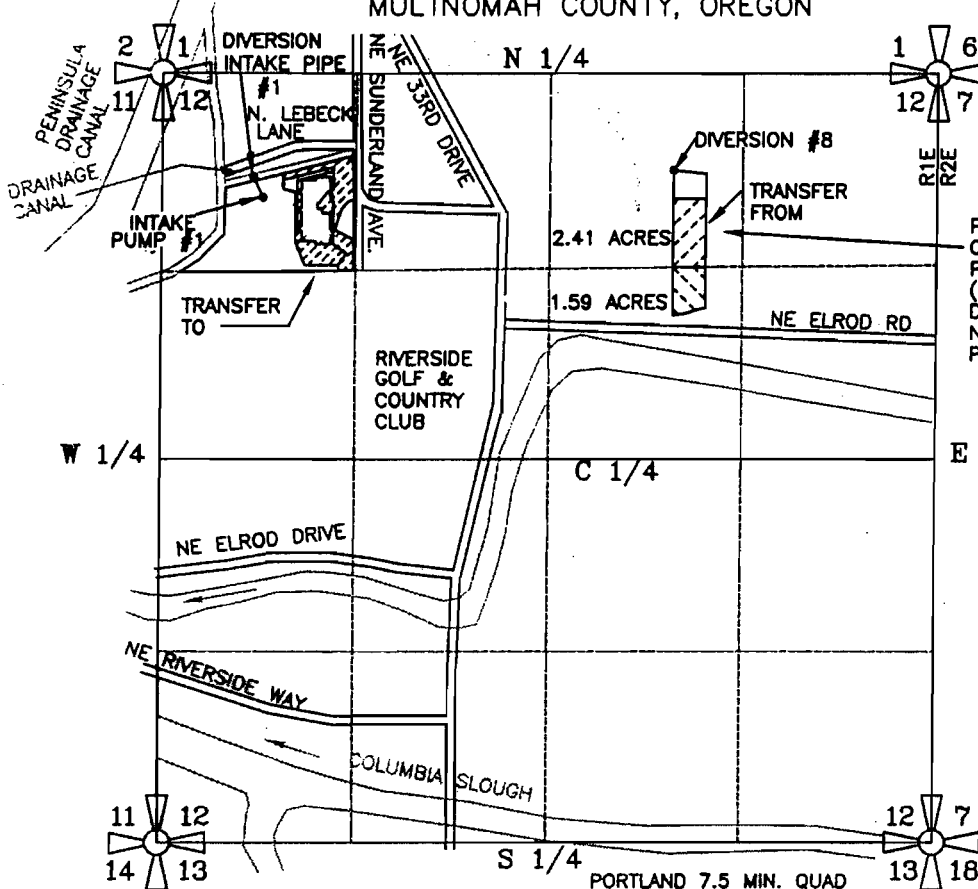 MULTNOMAH COUNTY, OREGON
2 1
11 12
N 1/4
1 6
12 7
R1E
R2E
PENINSULA
DRAINAGE
CANAL
DIVERSION
INTAKE PIPE
#1
N. LEBECK
LANE
NE SUNDERLAND AVE.
NE 33RD DRIVE
DRAINAGE
CANAL
INTAKE
PUMP #1
DIVERSION #8
TRANSFER
FROM
2.41 ACRES
1.59 ACRES
TRANSFER
TO
NE ELROD RD
RIVERSIDE
GOLF &
COUNTRY
CLUB
W 1/4
C 1/4
E
NE ELROD DRIVE
NE RIVERSIDE WAY
COLUMBIA SLOUGH
11 12
14 13
S 1/4
12 7
13 18
PORTLAND 7.5 MIN. QUAD